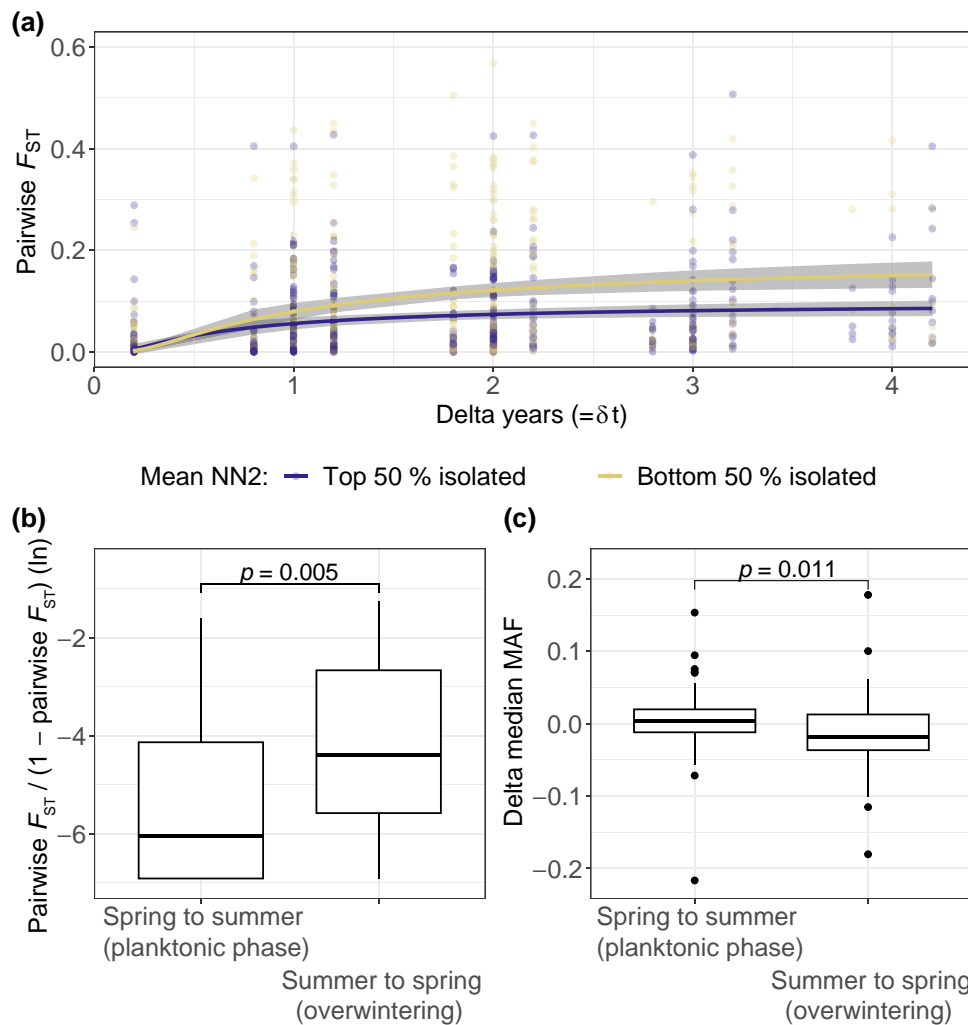 (a)
0.6
0.4
0.2
0.0
Pairwise FST
0 1 2 3 4
Delta years (=δt)
Mean NN2: Top 50 % isolated Bottom 50 % isolated
(b)
Pairwise FST / (1 − pairwise FST) (ln)
−2
−4
−6
p = 0.005
Spring to summer
(planktonic phase)
Summer to spring
(overwintering)
(c)
Delta median MAF
0.2
0.1
0.0
−0.1
−0.2
p = 0.011
Spring to summer
(planktonic phase)
Summer to spring
(overwintering)